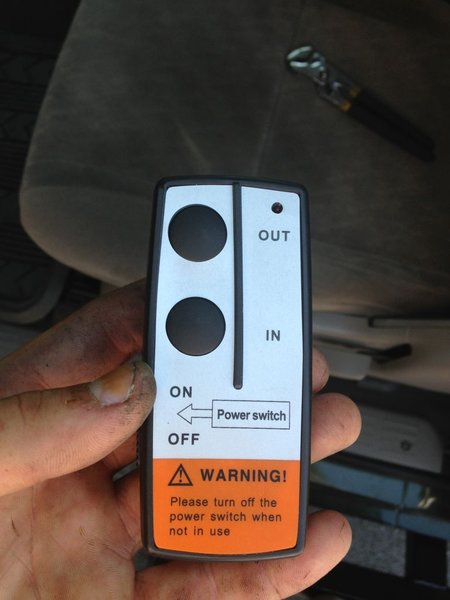 OUT
IN
ON
Power switch
OFF
WARNING!
Please turn off the
power switch when
not in use